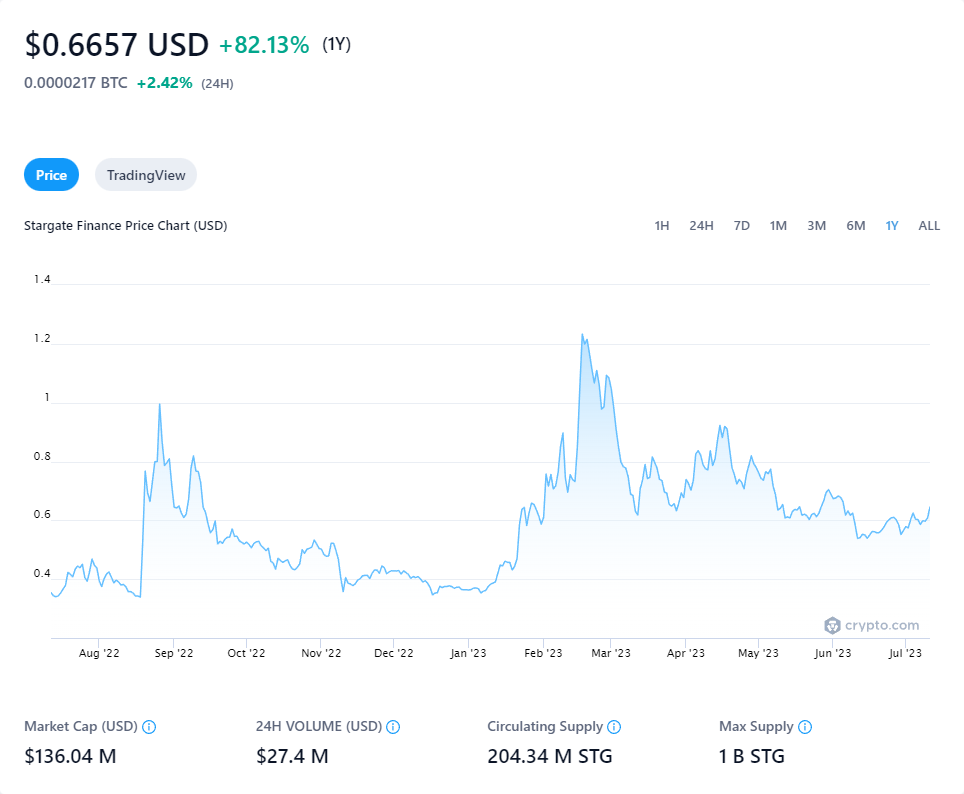 $0.6657 USD +82.13% (1Y)
0.0000217 BTC +2.42% (24H)
Price TradingView
Stargate Finance Price Chart (USD) 1H 24H 7D 1M 3M 6M 1Y ALL
1.4
1.2
1
0.8
0.6
0.4
crypto.com
Aug '22 Sep '22 Oct '22 Nov '22 Dec '22 Jan '23 Feb '23 Mar '23 Apr '23 May '23 Jun '23 Jul '23
Market Cap (USD) 24H VOLUME (USD) Circulating Supply Max Supply
$136.04 M $27.4 M 204.34 M STG 1 B STG